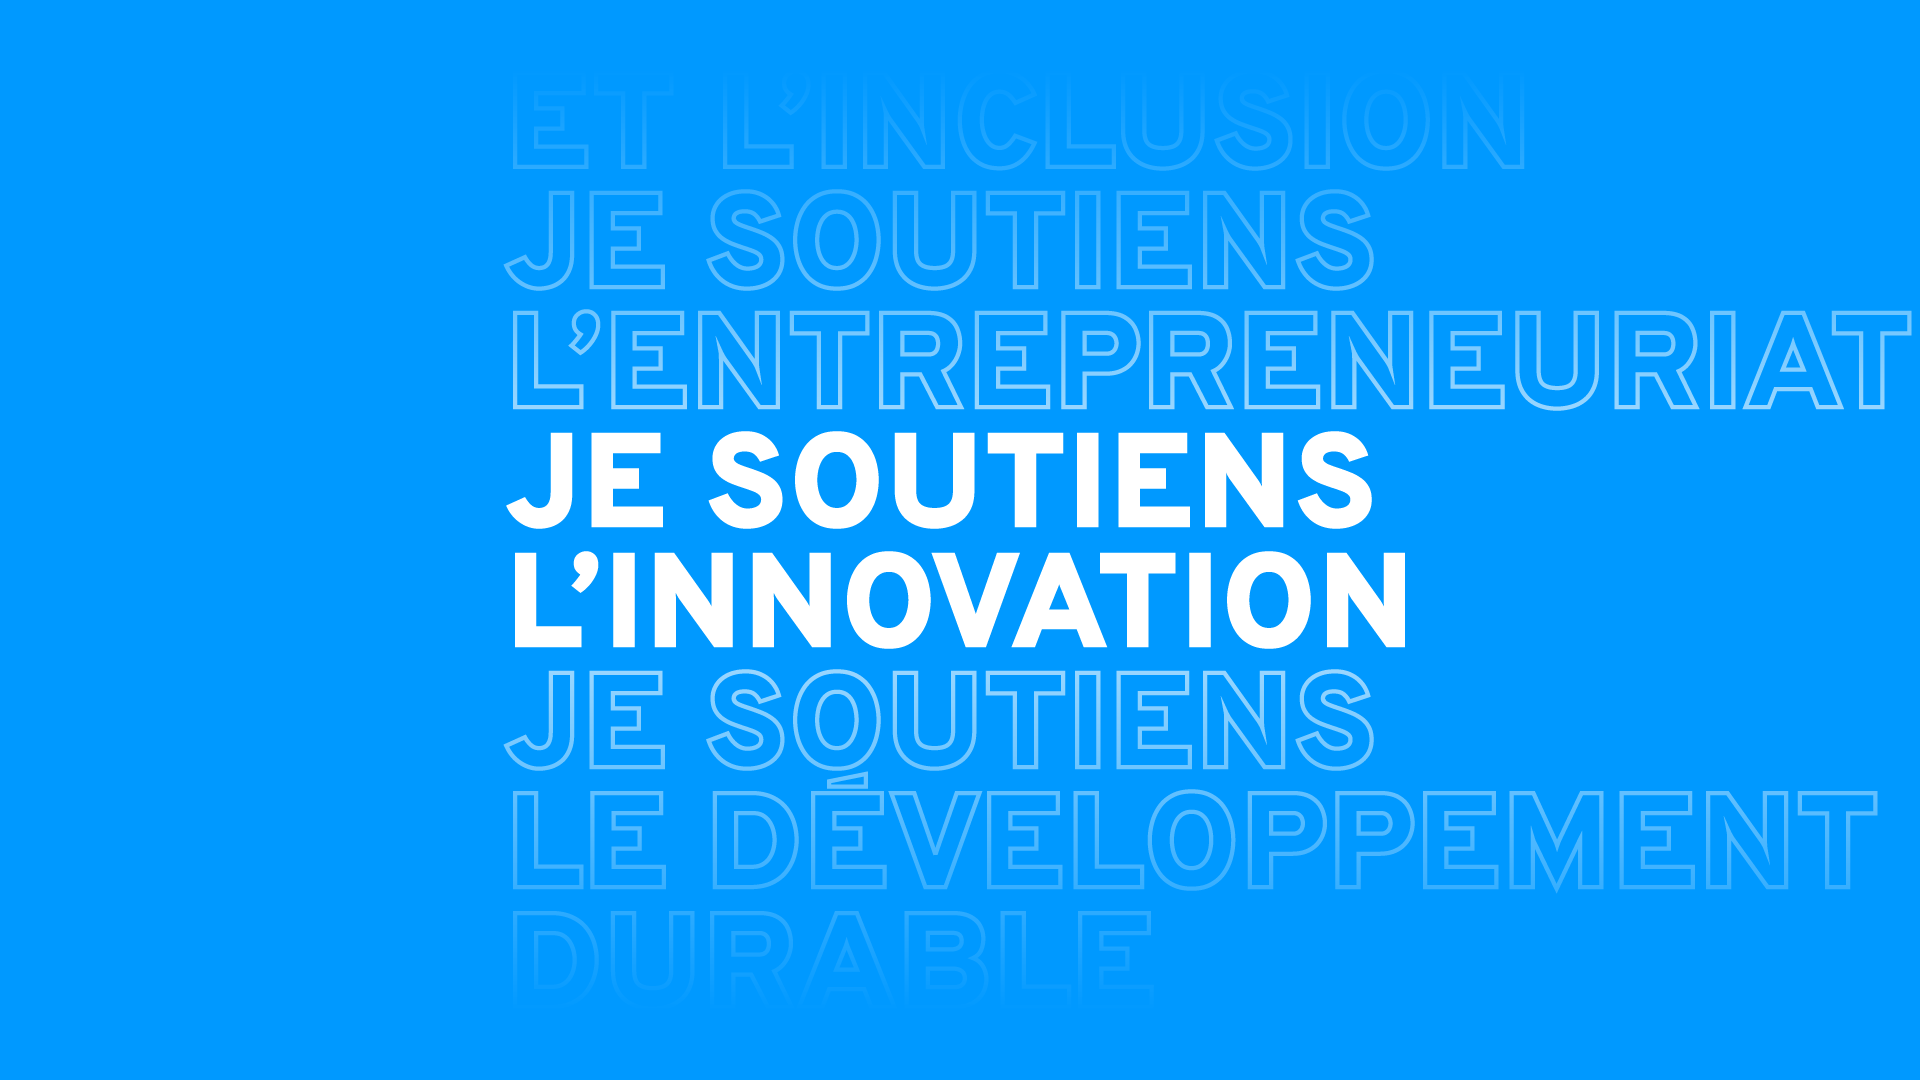 ET L’INCLUSION
JE SOUTIENS
L’ENTREPRENEURIAT
JE SOUTIENS
L’INNOVATION
JE SOUTIENS
LE DÉVELOPPEMENT
DURABLE